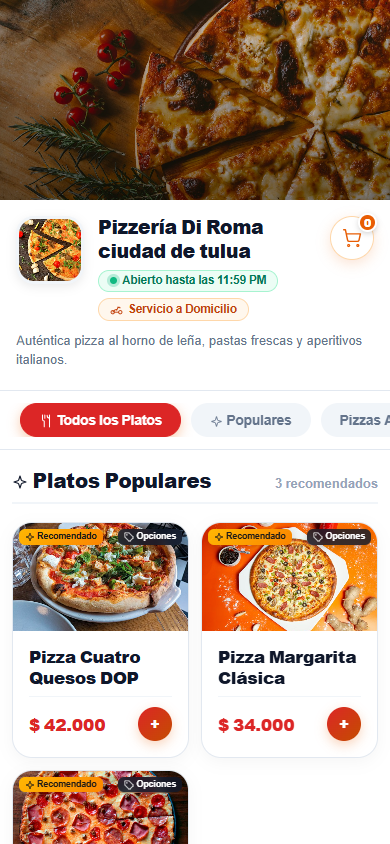 Pizzería Di Roma
ciudad de tulua
0
Abierto hasta las 11:59 PM
Servicio a Domicilio
Auténtica pizza al horno de leña, pastas frescas y aperitivos
italianos.
Todos los Platos
Populares
Pizzas A
Platos Populares
3 recomendados
Recomendado
Opciones
Recomendado
Opciones
Pizza Cuatro
Quesos DOP
Pizza Margarita
Clásica
$ 42.000
+
$ 34.000
+
Recomendado
Opciones